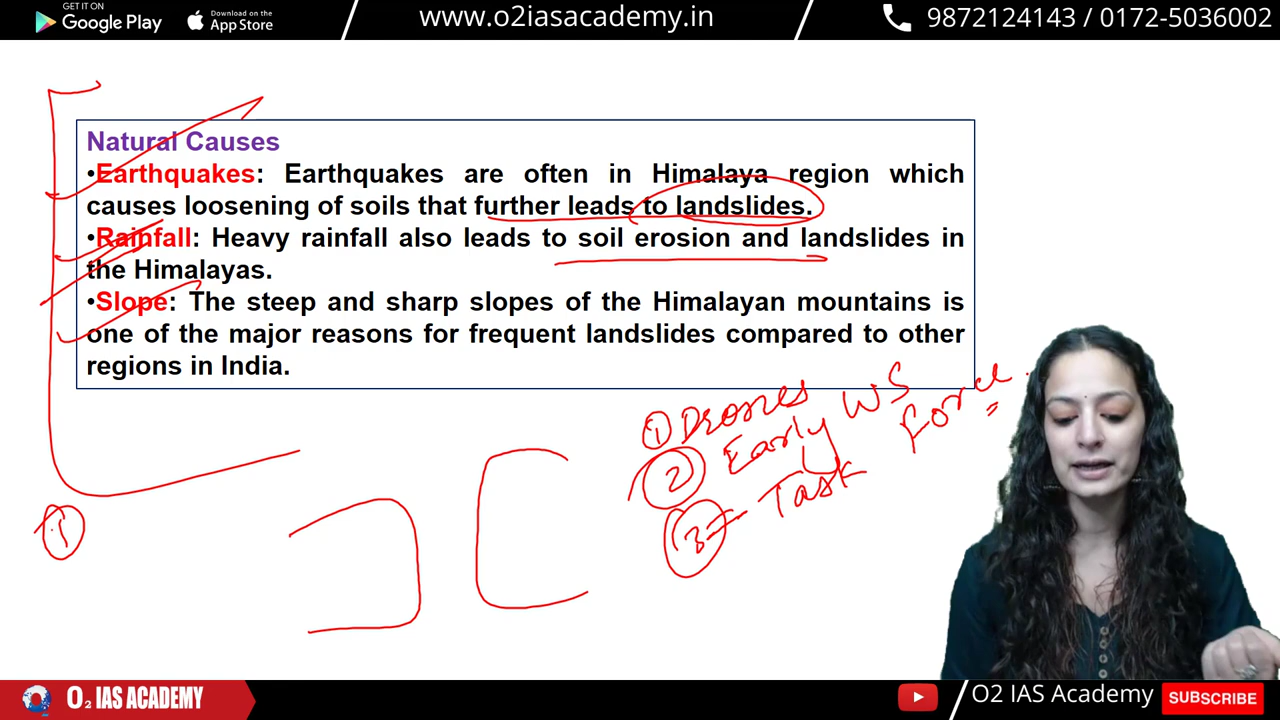 GET IT ON
Google Play
Download on the
App Store
www.o2iasacademy.in
9872124143 / 0172-5036002
Natural Causes
•Earthquakes: Earthquakes are often in Himalaya region which
causes loosening of soils that further leads to landslides.
•Rainfall: Heavy rainfall also leads to soil erosion and landslides in
the Himalayas.
•Slope: The steep and sharp slopes of the Himalayan mountains is
one of the major reasons for frequent landslides compared to other
regions in India.
① Drones
② Early WS
③ Task Force
①
O2 IAS ACADEMY
O2 IAS Academy
SUBSCRIBE